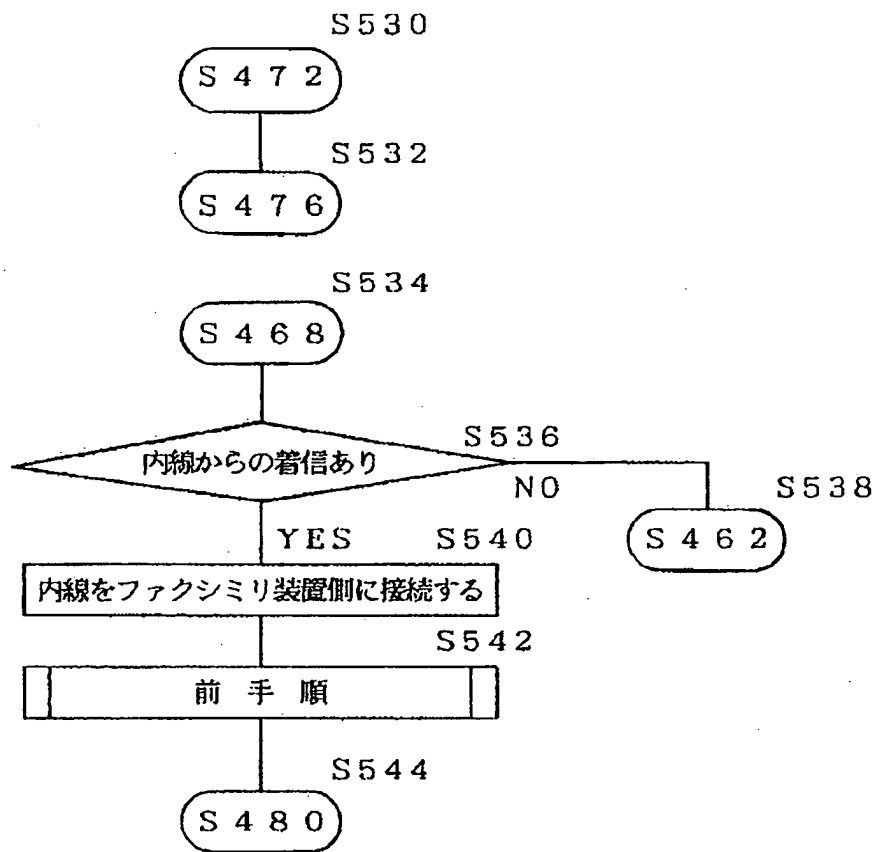 S530
S472
S532
S476
S534
S468
S536
内線からの着信あり
NO
S538
YES
S540
S462
内線をファクシミリ装置側に接続する
S542
前手順
S544
S480